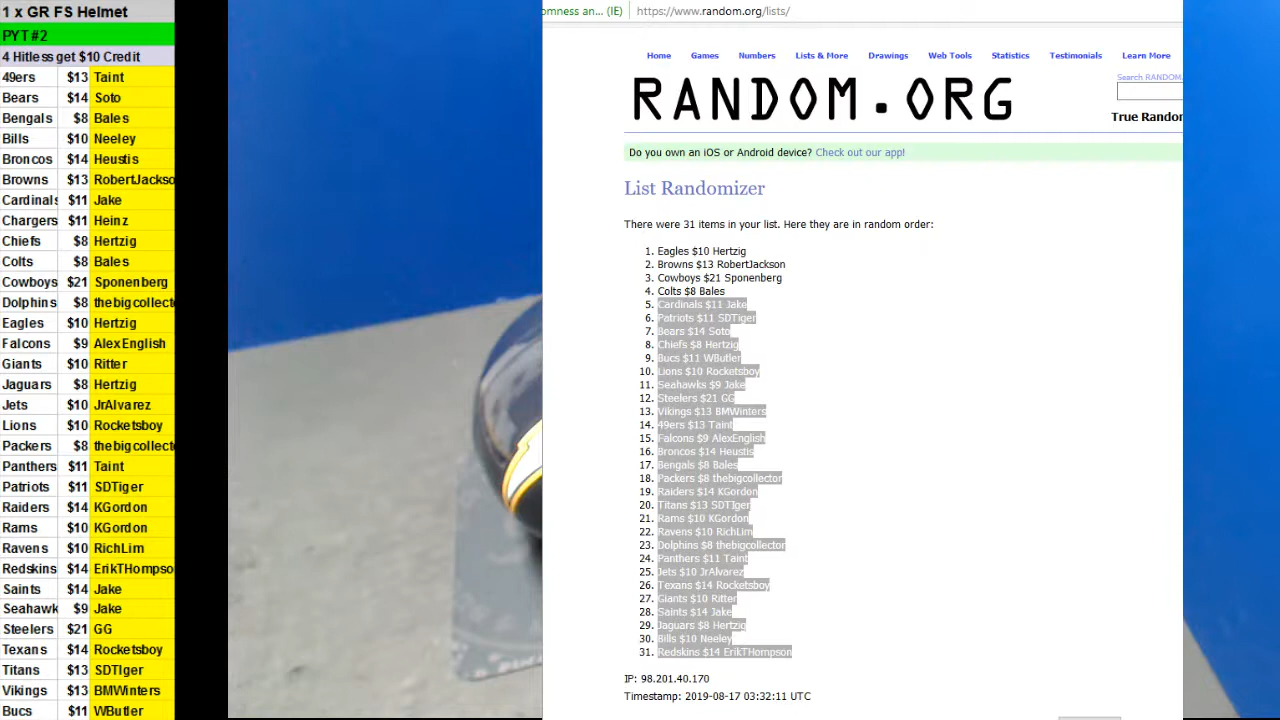 1 x GR FS Helmet
PYT #2
4 Hitless get $10 Credit
49ers $13 Taint
Bears $14 Soto
Bengals $8 Bales
Bills $10 Neeley
Broncos $14 Heustis
Browns $13 RobertJackso
Cardinals $11 Jake
Chargers $11 Heinz
Chiefs $8 Hertzig
Colts $8 Bales
Cowboys $21 Sponenberg
Dolphins $8 thebigcollect
Eagles $10 Hertzig
Falcons $9 AlexEnglish
Giants $10 Ritter
Jaguars $8 Hertzig
Jets $10 JrAlvarez
Lions $10 Rocketsboy
Packers $8 thebigcollect
Panthers $11 Taint
Patriots $11 SDTiger
Raiders $14 KGordon
Rams $10 KGordon
Ravens $10 RichLim
Redskins $14 ErikTHompso
Saints $14 Jake
Seahawk $9 Jake
Steelers $21 GG
Texans $14 Rocketsboy
Titans $13 SDTIger
Vikings $13 BMWinters
Bucs $11 WButler
omness an... (IE) https://www.random.org/lists/
Home Games Numbers Lists & More Drawings Web Tools Statistics Testimonials Learn More
Search RANDOM.
RANDOM.ORG
True Random
Do you own an iOS or Android device? Check out our app!
List Randomizer
There were 31 items in your list. Here they are in random order:
1. Eagles $10 Hertzig
2. Browns $13 RobertJackson
3. Cowboys $21 Sponenberg
4. Colts $8 Bales
5. Cardinals $11 Jake
6. Patriots $11 SDTiger
7. Bears $14 Soto
8. Chiefs $8 Hertzig
9. Bucs $11 WButler
10. Lions $10 Rocketsboy
11. Seahawks $9 Jake
12. Steelers $21 GG
13. Vikings $13 BMWinters
14. 49ers $13 Taint
15. Falcons $9 AlexEnglish
16. Broncos $14 Heustis
17. Bengals $8 Bales
18. Packers $8 thebigcollector
19. Raiders $14 KGordon
20. Titans $13 SDTIger
21. Rams $10 KGordon
22. Ravens $10 RichLim
23. Dolphins $8 thebigcollector
24. Panthers $11 Taint
25. Jets $10 JrAlvarez
26. Texans $14 Rocketsboy
27. Giants $10 Ritter
28. Saints $14 Jake
29. Jaguars $8 Hertzig
30. Bills $10 Neeley
31. Redskins $14 ErikTHompson
IP: 98.201.40.170
Timestamp: 2019-08-17 03:32:11 UTC